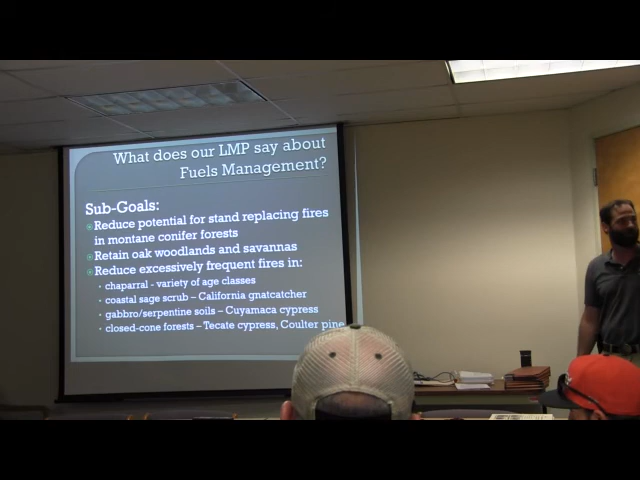 What does our LMP say about
Fuels Management?
Sub-Goals:
Reduce potential for stand replacing fires
in montane conifer forests
Retain oak woodlands and savannas
Reduce excessively frequent fires in:
chaparral - variety of age classes
coastal sage scrub – California gnatcatcher
gabbro/serpentine soils – Cuyamaca cypress
closed-cone forests – Tecate cypress, Coulter pine